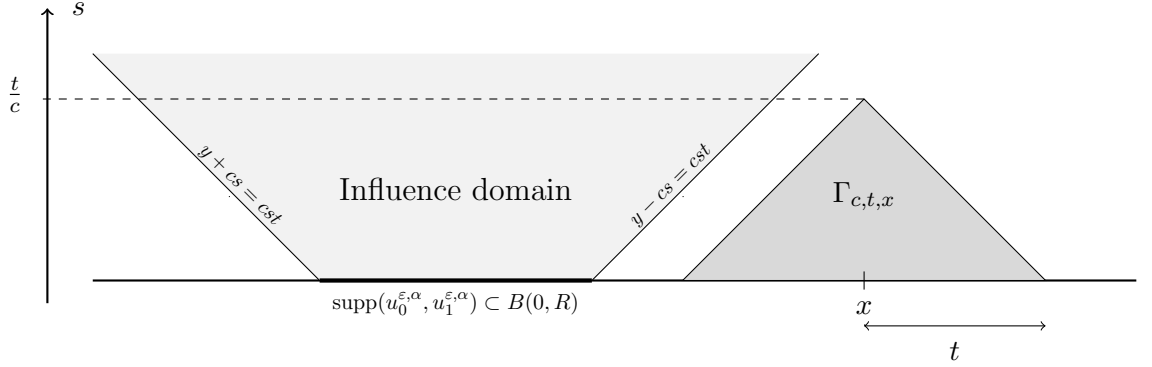 s
t/c
y + cs = cst
Influence domain
y − cs = cst
Γ_{c,t,x}
supp(u_0^{ε,α}, u_1^{ε,α}) ⊂ B(0, R)
x
t